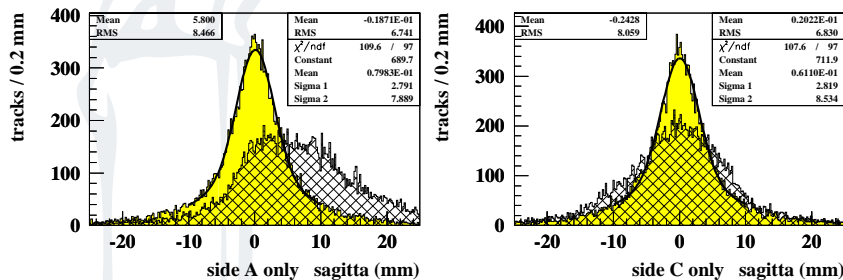 Mean 5.800
RMS 8.466
Mean -0.1871E-01
RMS 6.741
χ²/ndf 109.6 / 97
Constant 689.7
Mean 0.7983E-01
Sigma 1 2.791
Sigma 2 7.889
tracks / 0.2 mm
400
300
200
100
0
-20 -10 0 10 20
side A only sagitta (mm)
Mean -0.2428
RMS 8.059
Mean 0.2022E-01
RMS 6.830
χ²/ndf 107.6 / 97
Constant 711.9
Mean 0.6110E-01
Sigma 1 2.819
Sigma 2 8.534
tracks / 0.2 mm
400
300
200
100
0
-20 -10 0 10 20
side C only sagitta (mm)